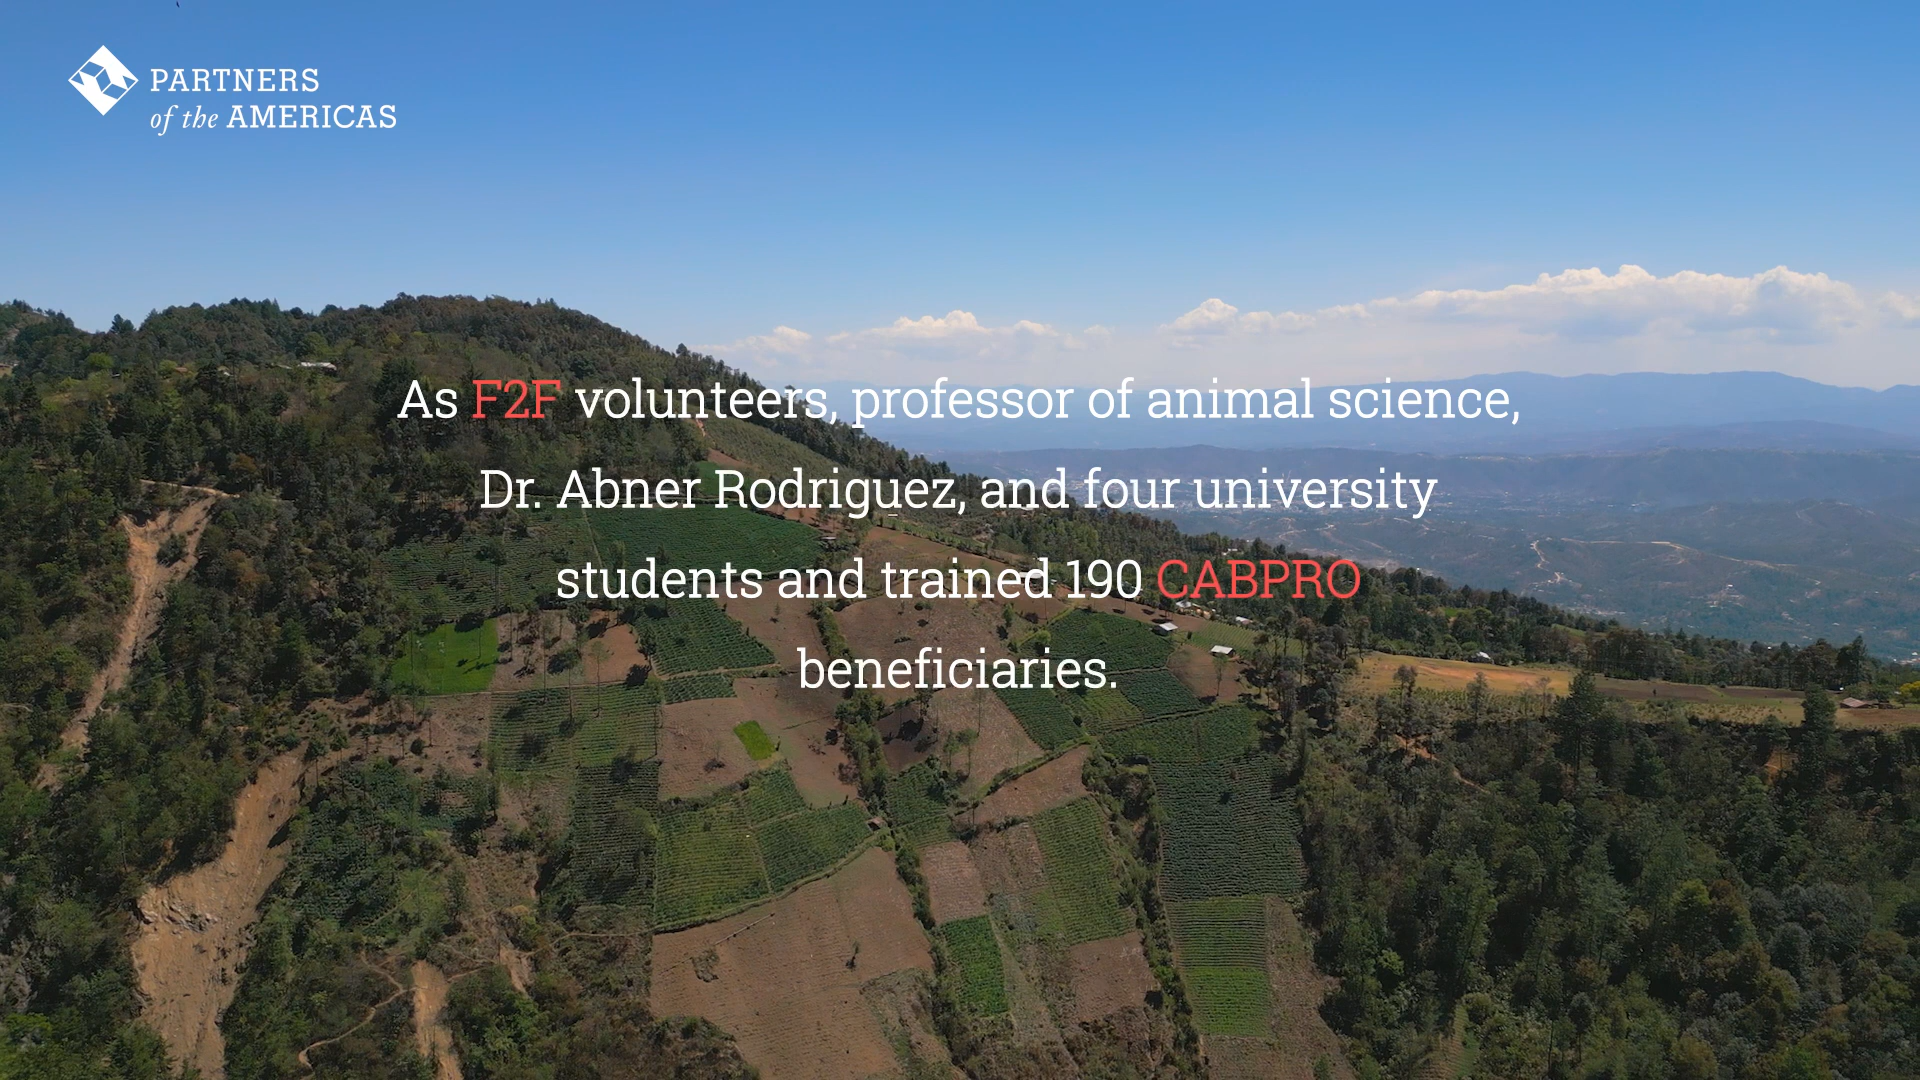 PARTNERS
of the AMERICAS
As F2F volunteers, professor of animal science,
Dr. Abner Rodriguez, and four university
students and trained 190 CABPRO
beneficiaries.